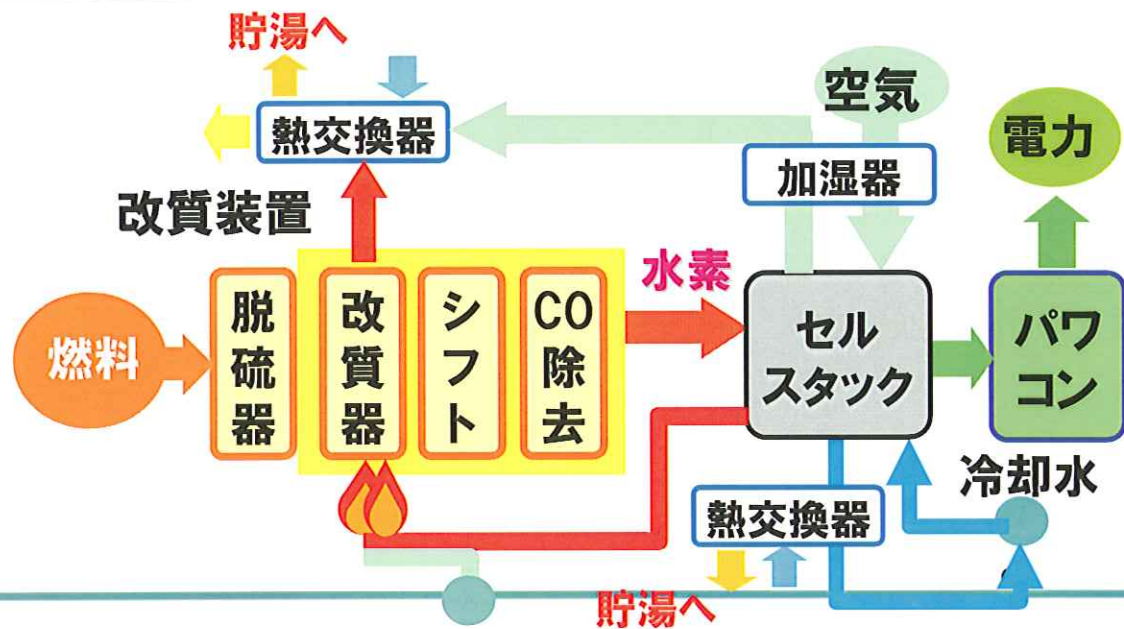 貯湯へ
空気
電力
熱交換器
加湿器
改質装置
水素
燃料
脱硫器
改質器
シフト
CO除去
セル
スタック
パワ
コン
冷却水
熱交換器
貯湯へ